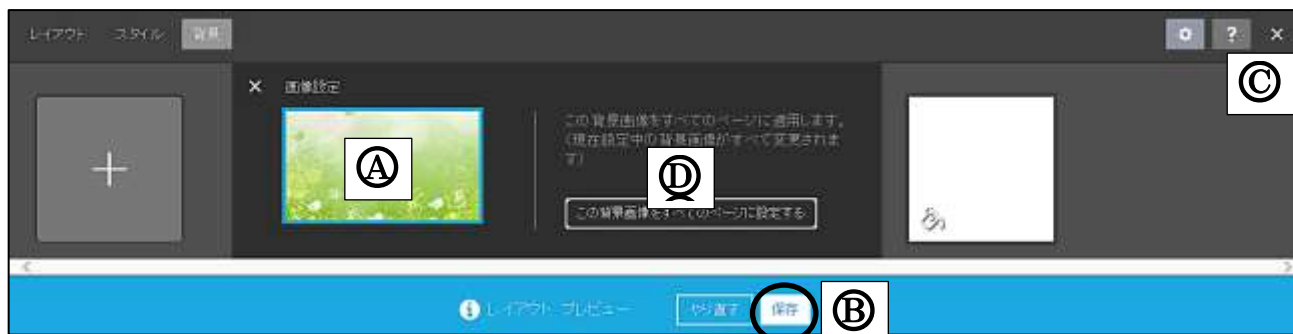 レイアウト スタイル 背景
?
Ⓒ
画像設定
この背景画像をすべてのページに適用します。
(現在設定中の背景画像がすべて変更されま
す)
Ⓐ
Ⓓ
この背景画像をすべてのページに設定する
レイアウト プレビュー
やり直す
保存
Ⓑ